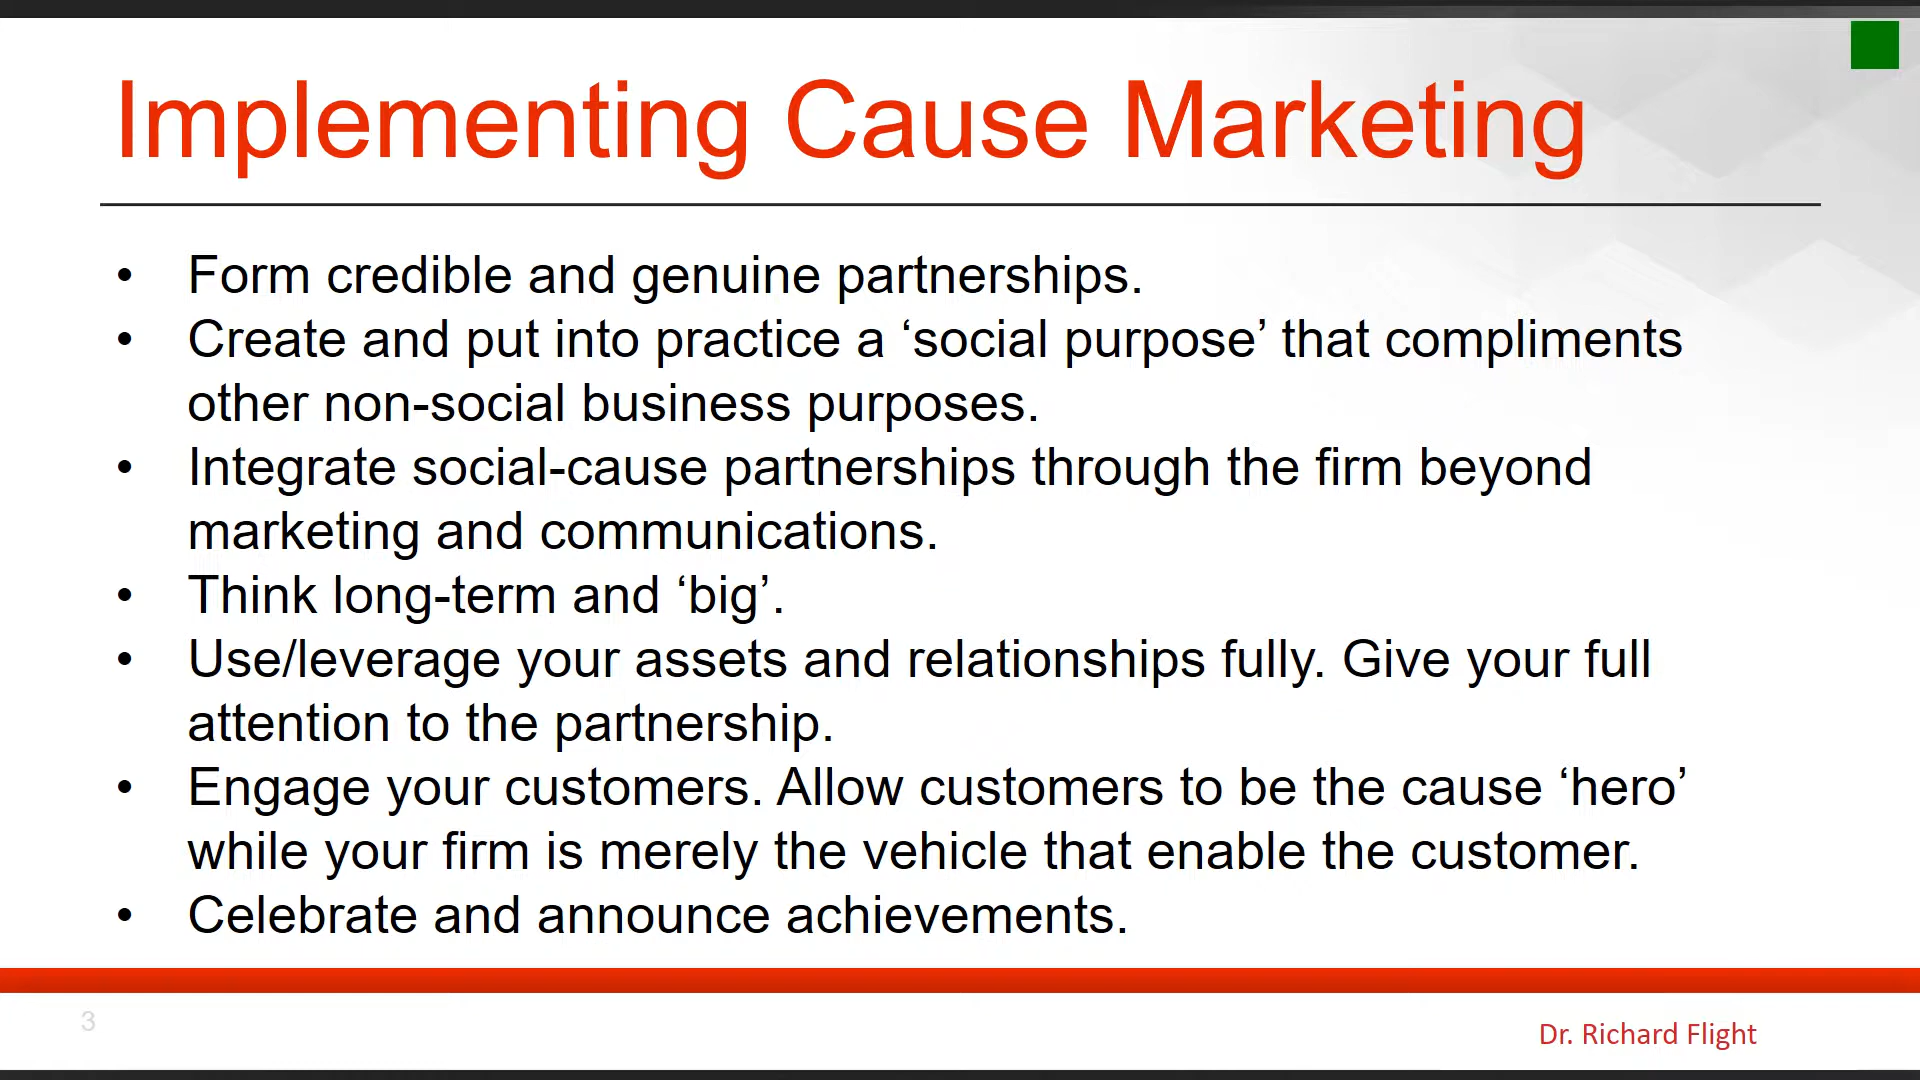 Implementing Cause Marketing
• Form credible and genuine partnerships.
• Create and put into practice a ‘social purpose’ that compliments
other non-social business purposes.
• Integrate social-cause partnerships through the firm beyond
marketing and communications.
• Think long-term and ‘big’.
• Use/leverage your assets and relationships fully. Give your full
attention to the partnership.
• Engage your customers. Allow customers to be the cause ‘hero’
while your firm is merely the vehicle that enable the customer.
• Celebrate and announce achievements.
3
Dr. Richard Flight